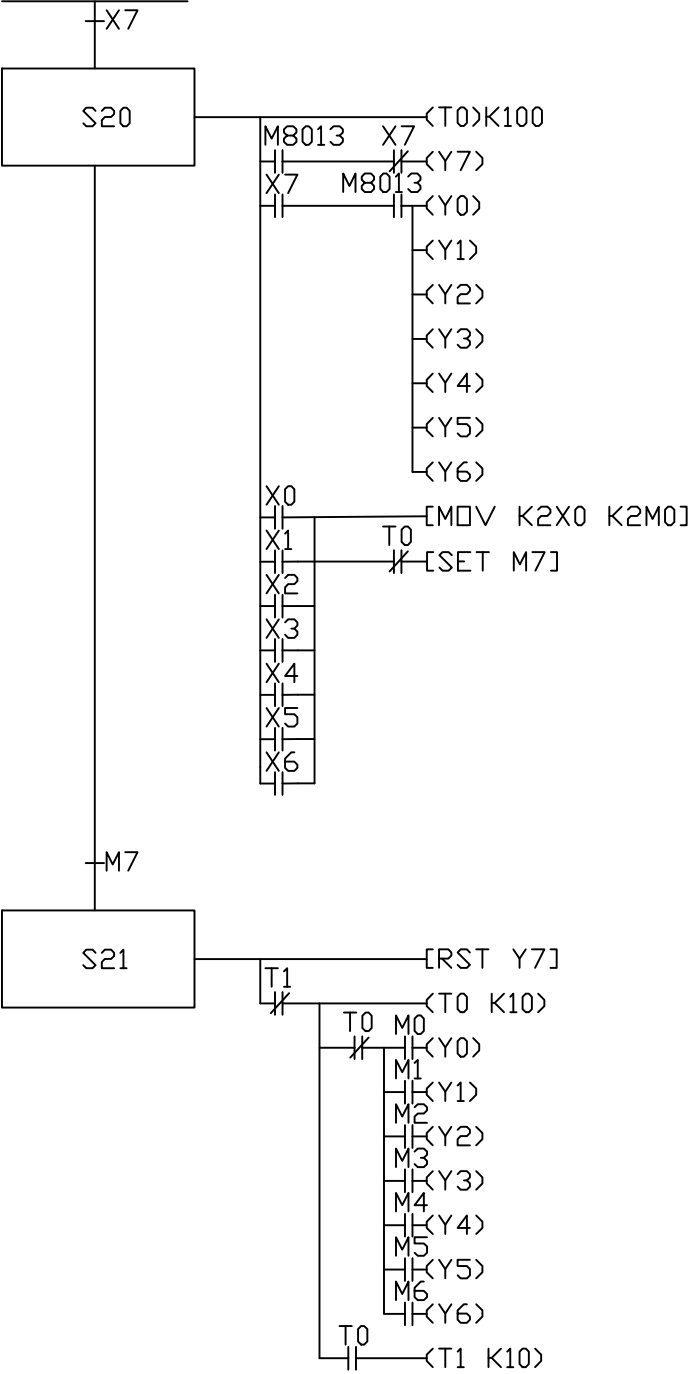 X7
S20
(T0)K100
M8013 X7
(Y7)
X7 M8013
(Y0)
(Y1)
(Y2)
(Y3)
(Y4)
(Y5)
(Y6)
X0
[MOV K2X0 K2M0]
X1 T0
[SET M7]
X2
X3
X4
X5
X6
M7
S21
[RST Y7]
T1
(T0 K10)
T0 M0
(Y0)
M1
(Y1)
M2
(Y2)
M3
(Y3)
M4
(Y4)
M5
(Y5)
M6
(Y6)
T0
(T1 K10)